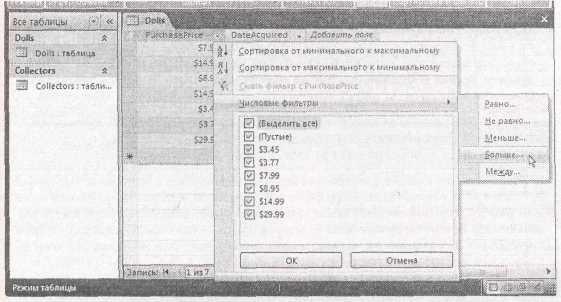 Все таблицы
Dolls
Dolls : таблица
Collectors
Collectors : табли...
Dolls
PurchasePrice
DateAcquired
Добавить поле
$7.9
$14.9
$8.9
$14.9
$3.4
$3.7
$29.9
Сортировка от минимального к максимальному
Сортировка от максимального к минимальному
Снять фильтр с PurchasePrice
Числовые фильтры
(Выделить все)
(Пустые)
$3.45
$3.77
$7.99
$8.95
$14.99
$29.99
OK
Отмена
Равно...
Не равно...
Меньше...
Больше...
Между...
Запись:
1 из 7
Режим таблицы